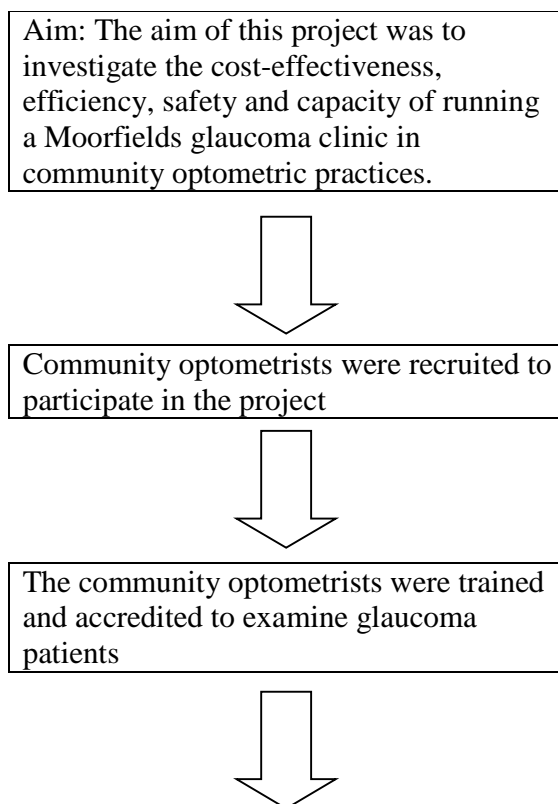 Aim: The aim of this project was to
investigate the cost-effectiveness,
efficiency, safety and capacity of running
a Moorfields glaucoma clinic in
community optometric practices.
Community optometrists were recruited to
participate in the project
The community optometrists were trained
and accredited to examine glaucoma
patients